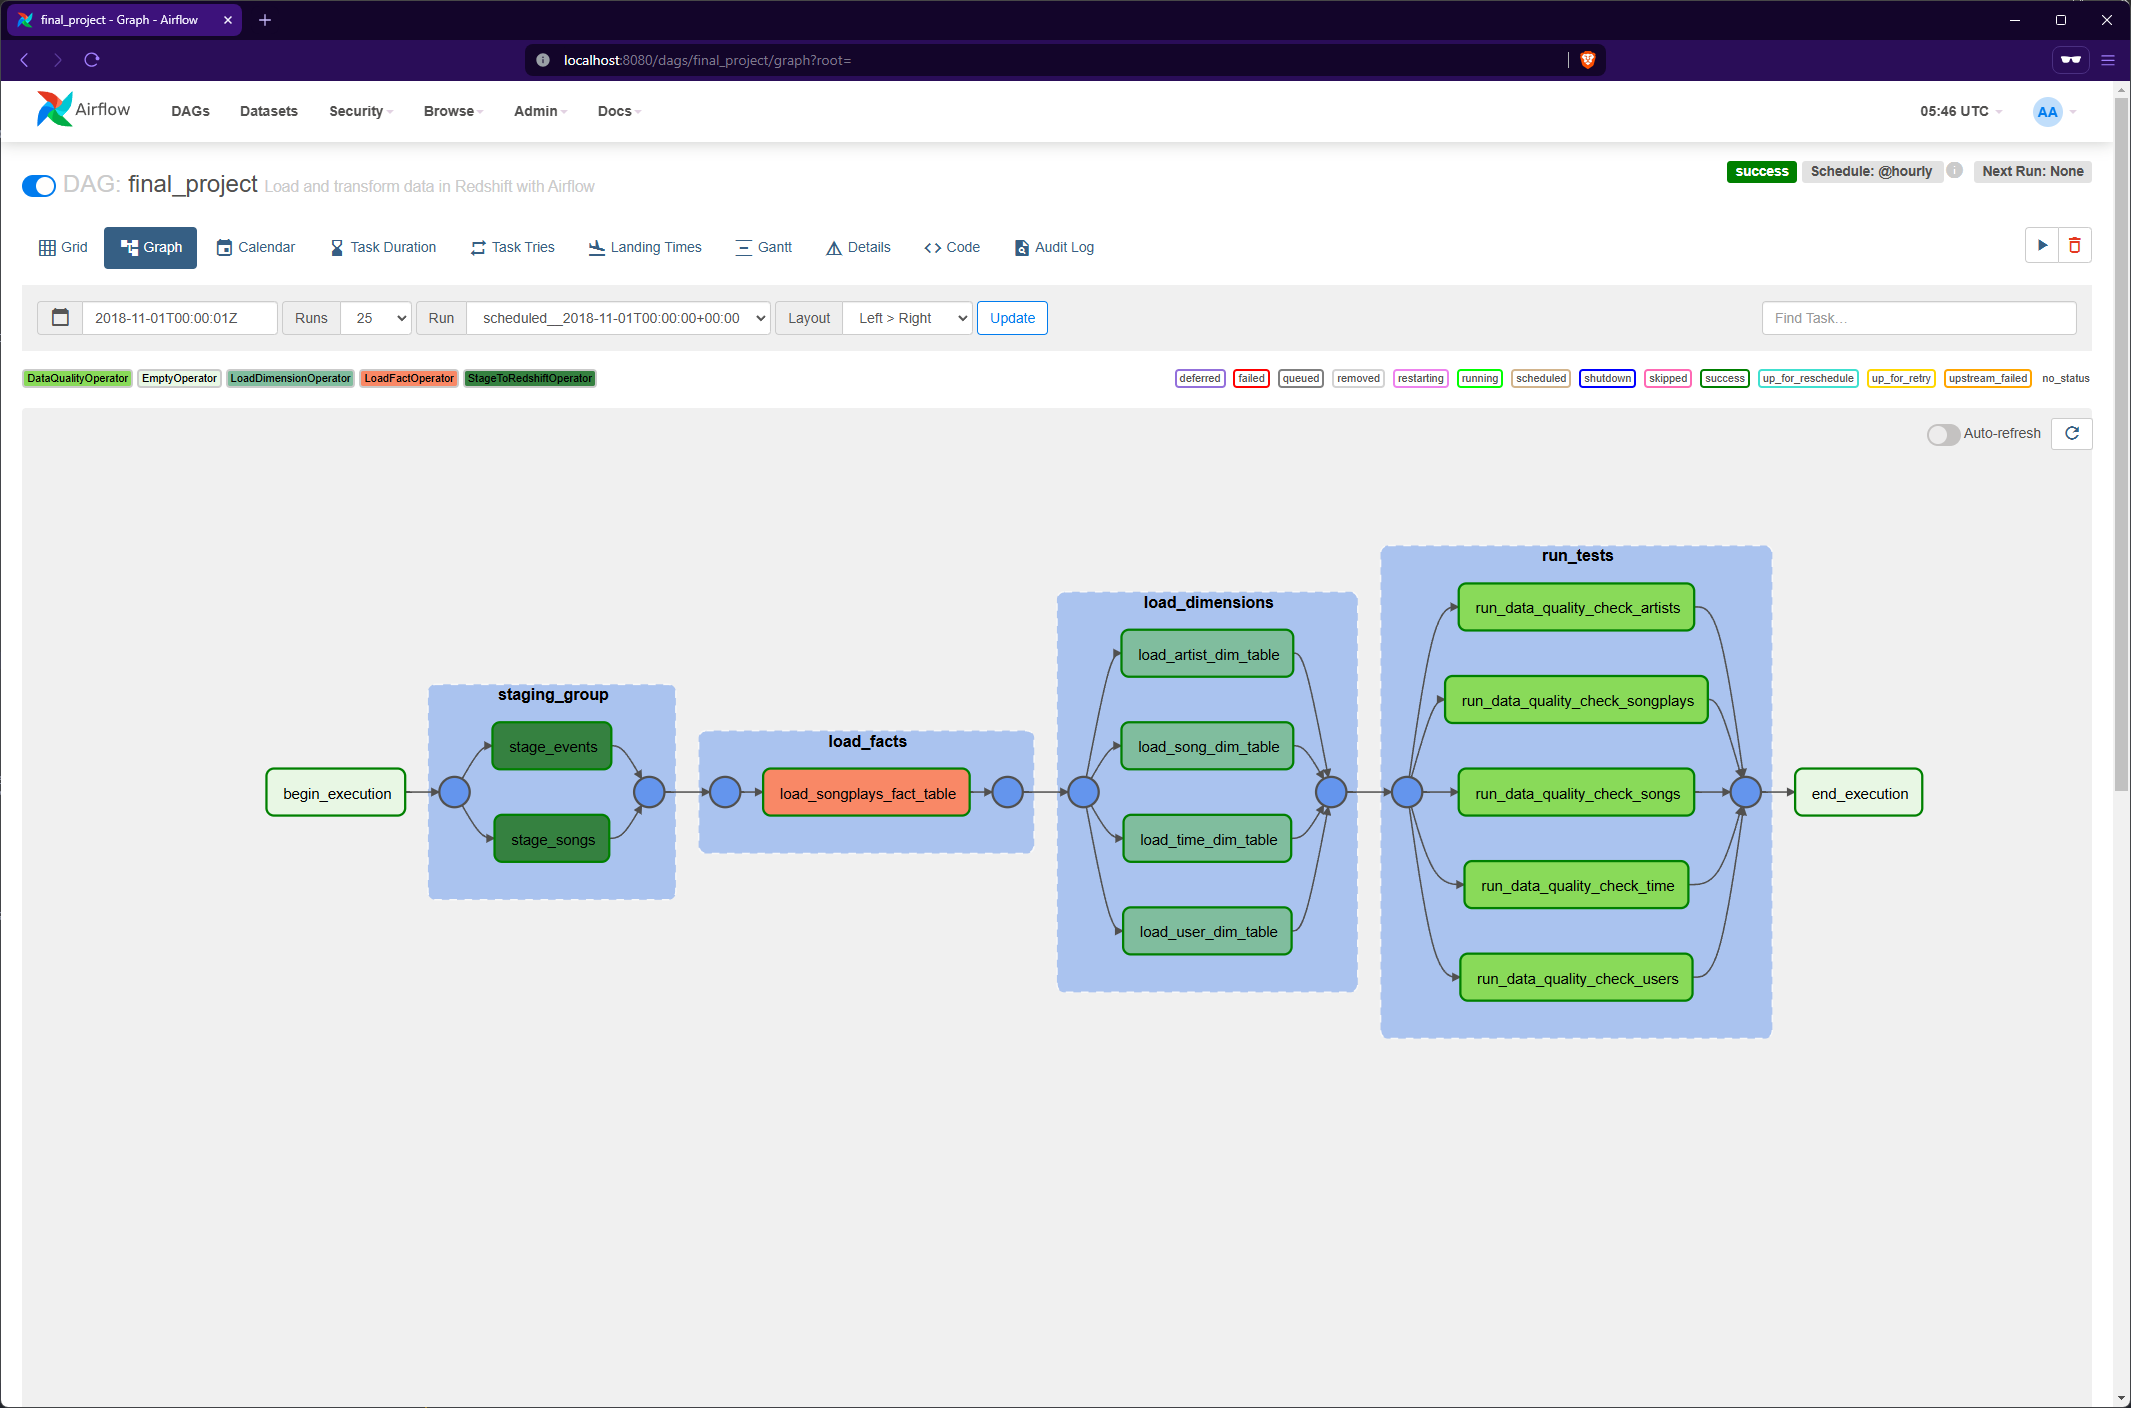 final_project - Graph - Airflow
localhost:8080/dags/final_project/graph?root=
Airflow
DAGs
Datasets
Security
Browse
Admin
Docs
05:46 UTC
AA
DAG: final_project Load and transform data in Redshift with Airflow
success
Schedule: @hourly
Next Run: None
Grid
Graph
Calendar
Task Duration
Task Tries
Landing Times
Gantt
Details
Code
Audit Log
2018-11-01T00:00:01Z
Runs
25
Run
scheduled__2018-11-01T00:00:00+00:00
Layout
Left > Right
Update
Find Task...
DataQualityOperator
EmptyOperator
LoadDimensionOperator
LoadFactOperator
StageToRedshiftOperator
deferred
failed
queued
removed
restarting
running
scheduled
shutdown
skipped
success
up_for_reschedule
up_for_retry
upstream_failed
no_status
Auto-refresh
begin_execution
staging_group
stage_events
stage_songs
load_facts
load_songplays_fact_table
load_dimensions
load_artist_dim_table
load_song_dim_table
load_time_dim_table
load_user_dim_table
run_tests
run_data_quality_check_artists
run_data_quality_check_songplays
run_data_quality_check_songs
run_data_quality_check_time
run_data_quality_check_users
end_execution